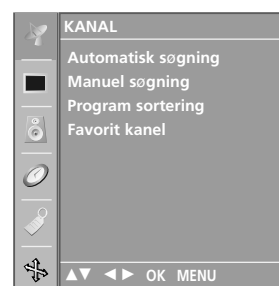 KANAL
Automatisk søgning
Manuel søgning
Program sortering
Favorit kanel
▲▼ ◄► OK MENU